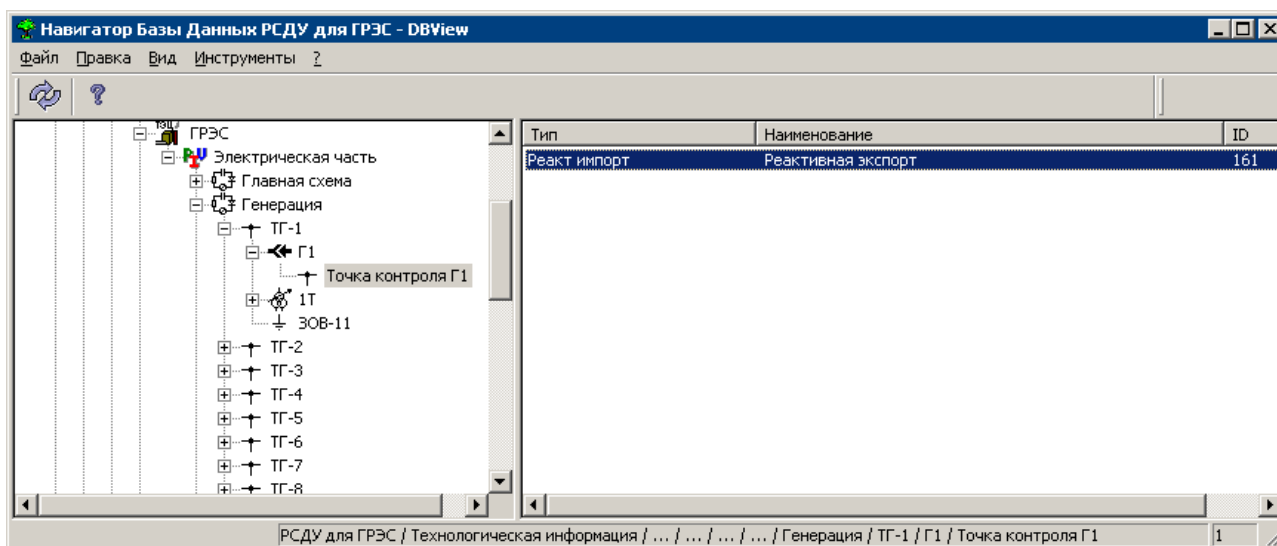 Навигатор Базы Данных РСДУ для ГРЭС - DBView
Файл Правка Вид Инструменты ?
ТЭЦ ГРЭС
Электрическая часть
Главная схема
Генерация
ТГ-1
Г1
Точка контроля Г1
1Т
ЗОВ-11
ТГ-2
ТГ-3
ТГ-4
ТГ-5
ТГ-6
ТГ-7
ТГ-8
Тип Наименование ID
Реакт импорт Реактивная экспорт 161
РСДУ для ГРЭС / Технологическая информация / ... / ... / ... / ... / Генерация / ТГ-1 / Г1 / Точка контроля Г1 1